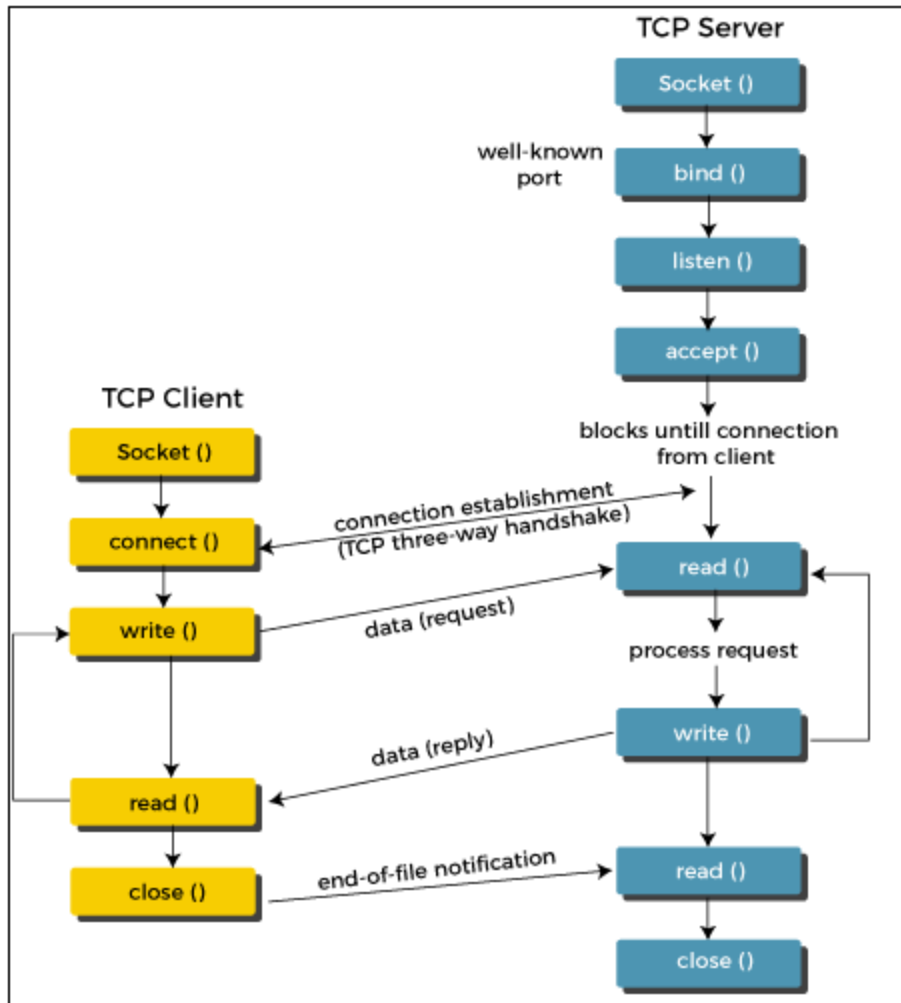 TCP Server
Socket ()
well-known
port
bind ()
listen ()
accept ()
blocks untill connection
from client
TCP Client
Socket ()
connect ()
connection establishment
(TCP three-way handshake)
read ()
write ()
data (request)
process request
write ()
data (reply)
read ()
read ()
close ()
end-of-file notification
close ()